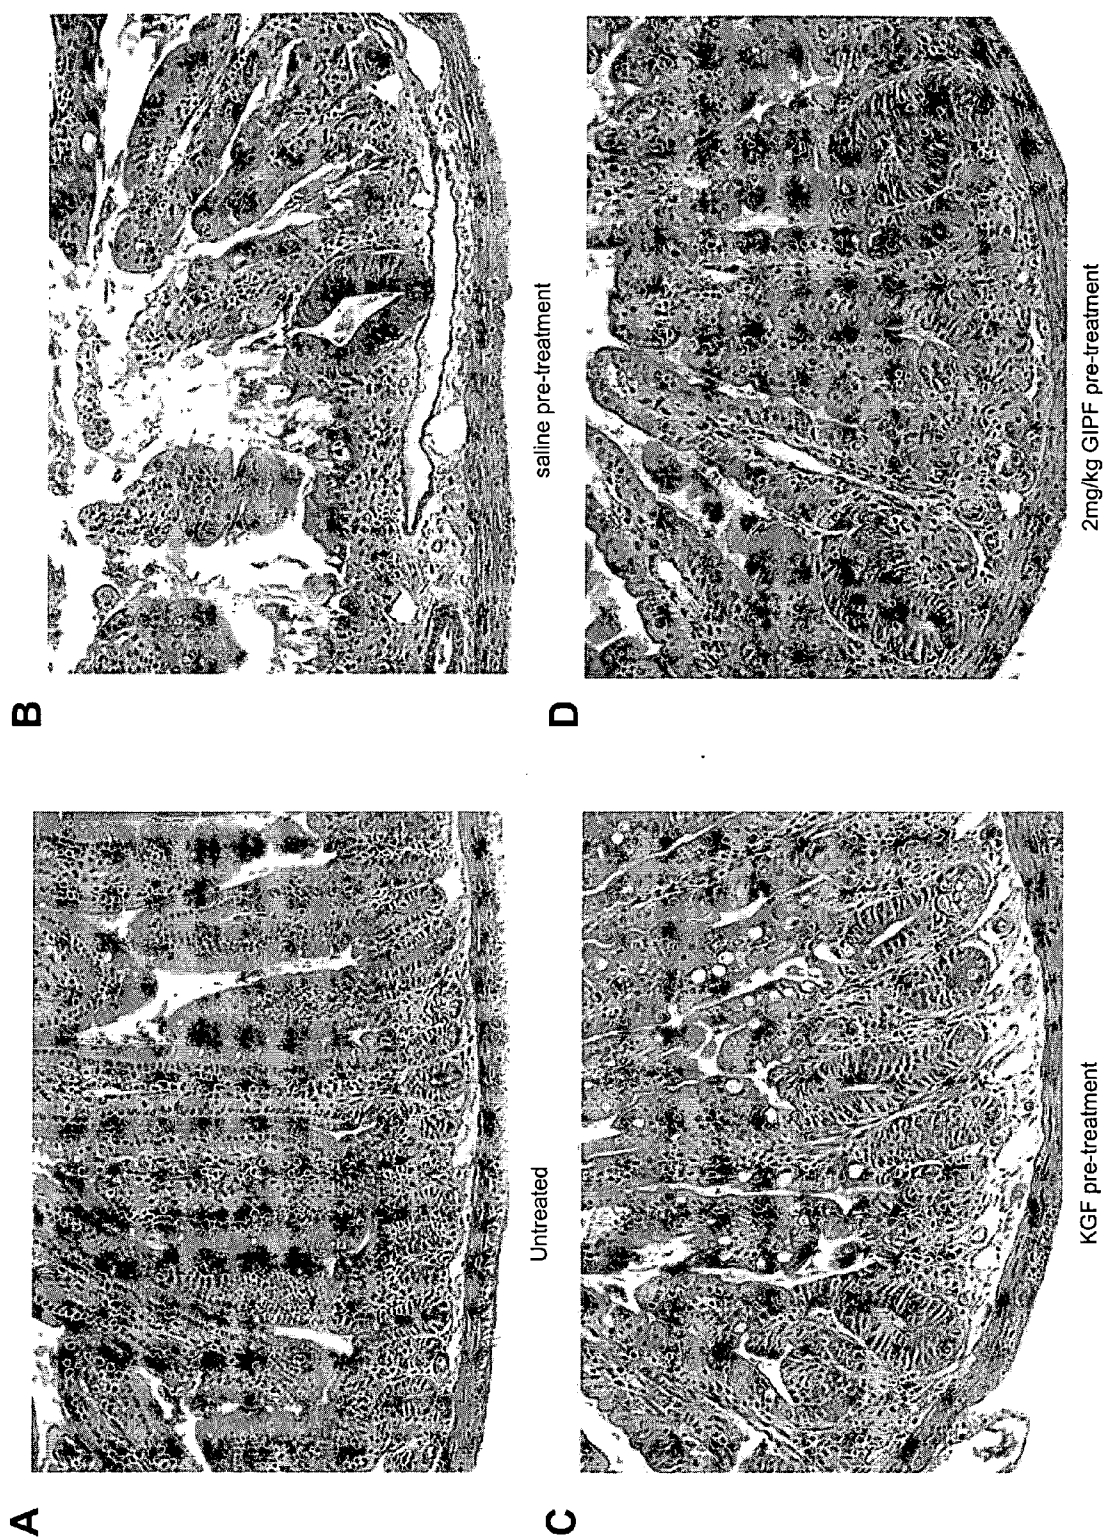 A
Untreated
B
saline pre-treatment
C
KGF pre-treatment
D
2mg/kg GIPF pre-treatment